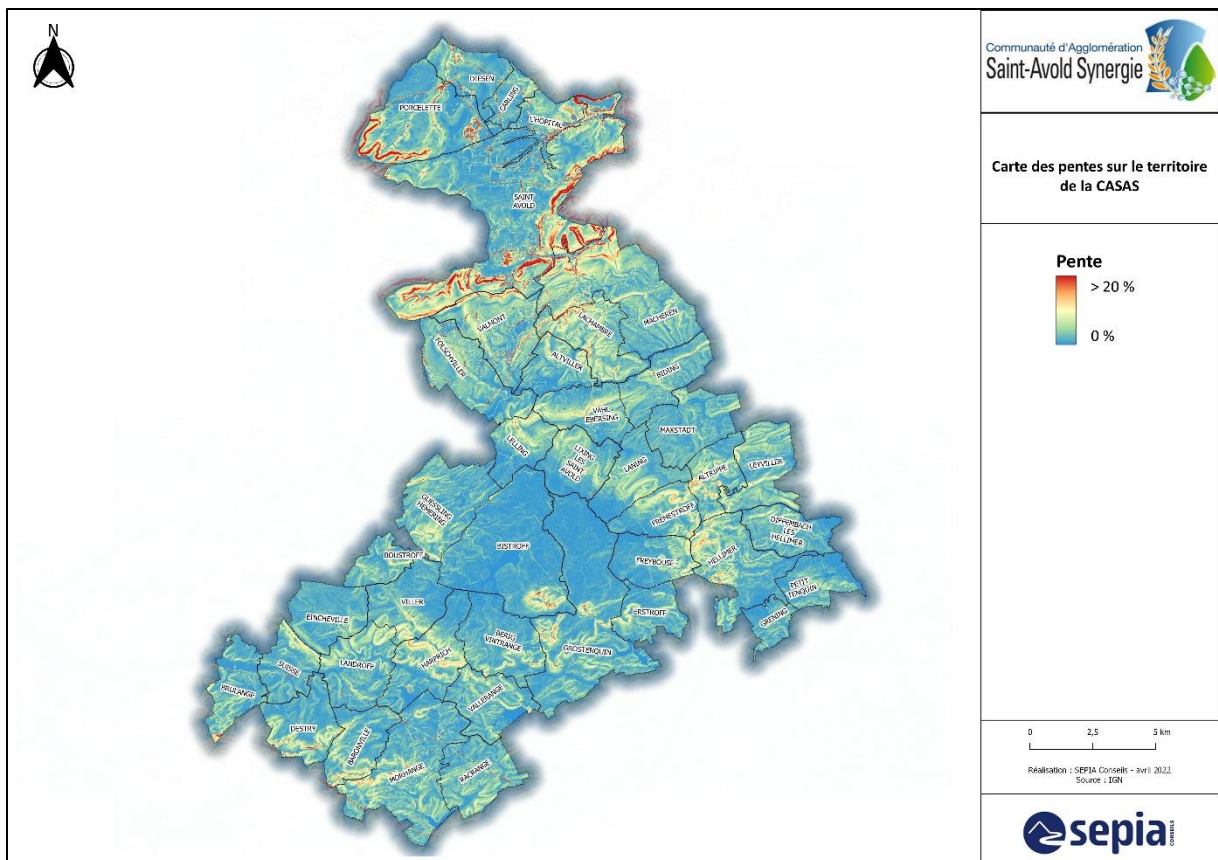 N
DIESEN
CARLING
PORCELETTE
L'HOPITAL
SAINT
AVOLD
MACHEREN
LACHAMBRE
VALMONT
FOLSCHVILLER
ALTVILLER
BIDING
VAHL
EBERSING
MAXSTADT
LELLING
LIXING
LES
SAINT
AVOLD
LANING
ALTRIPPE
LEYVILLER
GUESSLING
HEMERING
FREMESTROFF
DIFFEMBACH
LES
HELLIMER
BISTROFF
BOUSTROFF
FREYBOUSE
HELLIMER
PETIT
TENQUIN
VILLER
ERSTROFF
GRENING
EINCHEVILLE
BERIG
VINTRANGE
GROSTENQUIN
HARPRICH
LANDROFF
SUISSE
BRULANGE
VALLERANGE
DESTRY
BARONVILLE
MORHANGE
RACRANGE
Communauté d'Agglomération
Saint-Avold Synergie
Carte des pentes sur le territoire
de la CASAS
Pente
> 20 %
0 %
0 2,5 5 km
Réalisation : SEPIA Conseils - avril 2022
Source : IGN
sepia
CONSEILS